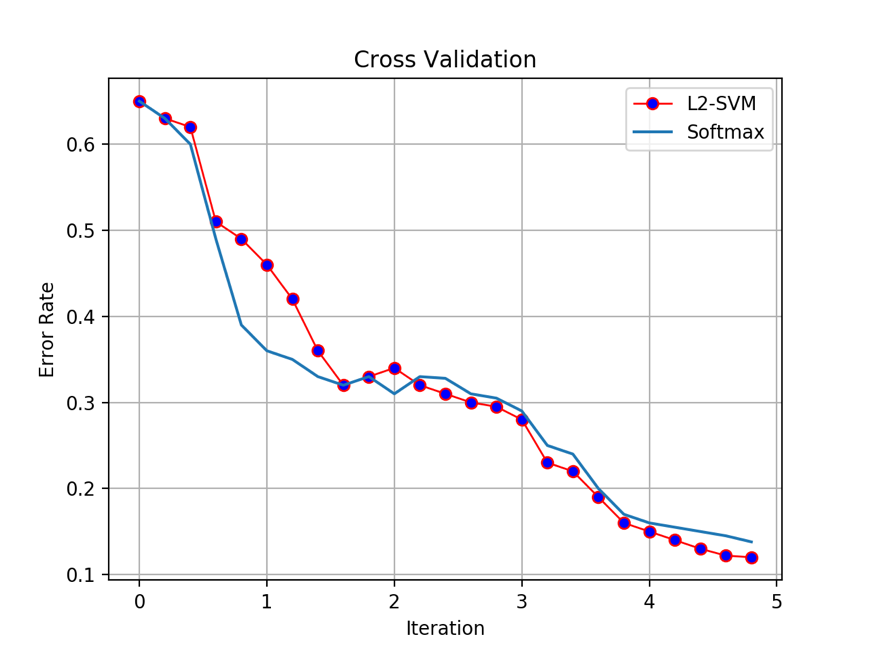 Cross Validation
L2-SVM
Softmax
0.6
0.5
0.4
0.3
0.2
0.1
Error Rate
0 1 2 3 4 5
Iteration